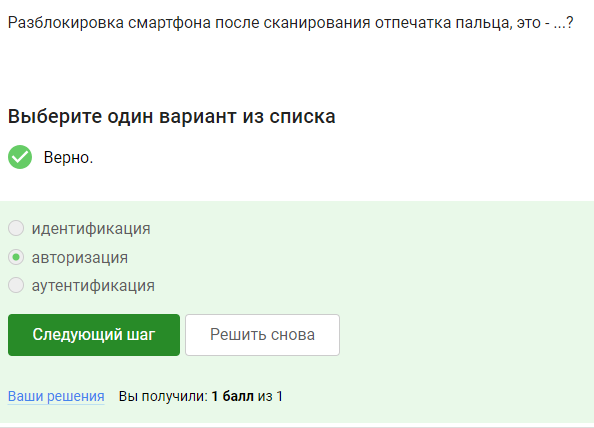 Разблокировка смартфона после сканирования отпечатка пальца, это - ...?
Выберите один вариант из списка
Верно.
идентификация
авторизация
аутентификация
Следующий шаг
Решить снова
Ваши решения Вы получили: 1 балл из 1